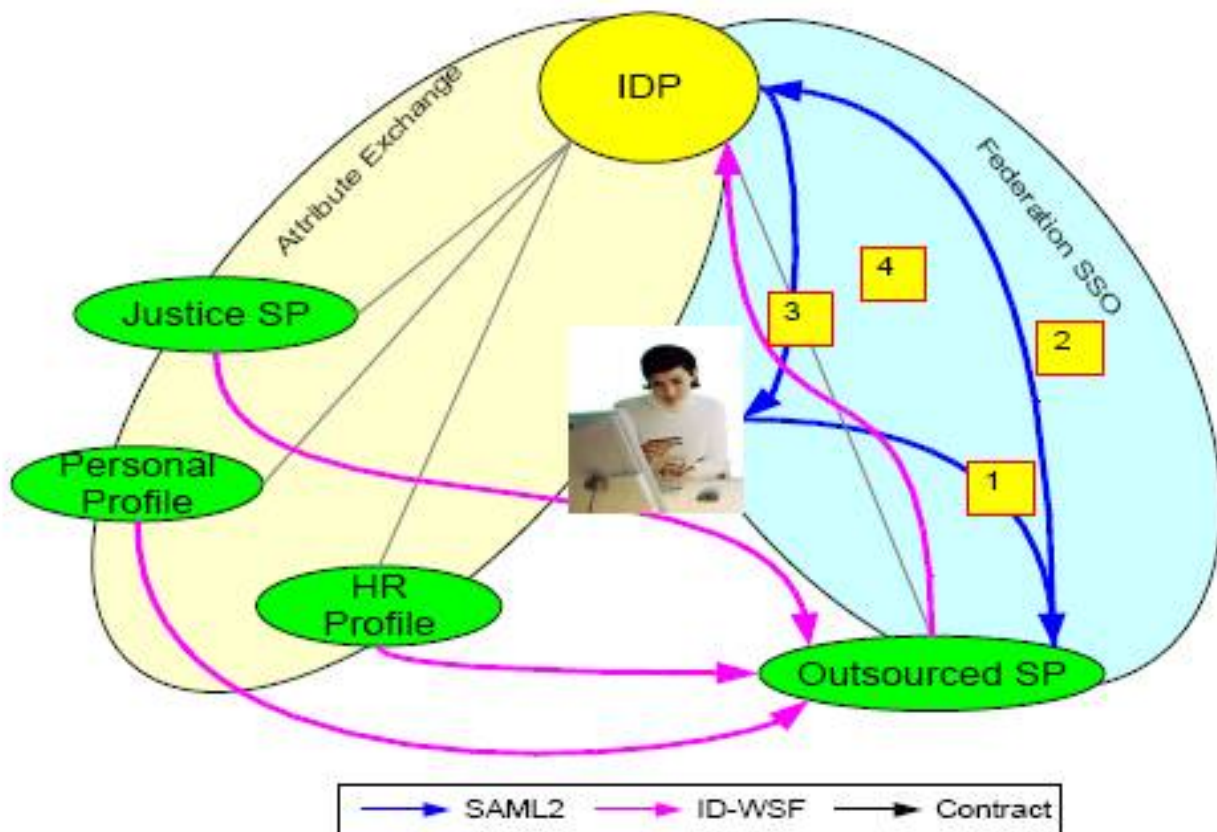 IDP
Attribute Exchange
Federation SSO
4
3
2
Justice SP
Personal
Profile
1
HR
Profile
Outsourced SP
SAML2
ID-WSF
Contract